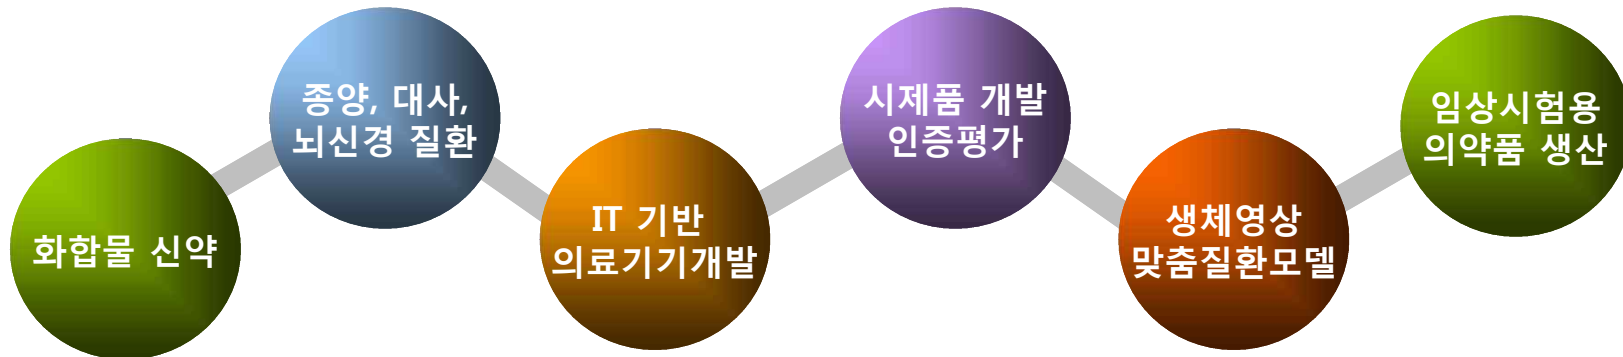 화합물 신약
종양, 대사,
뇌신경 질환
IT 기반
의료기기개발
시제품 개발
인증평가
생체영상
맞춤질환모델
임상시험용
의약품 생산